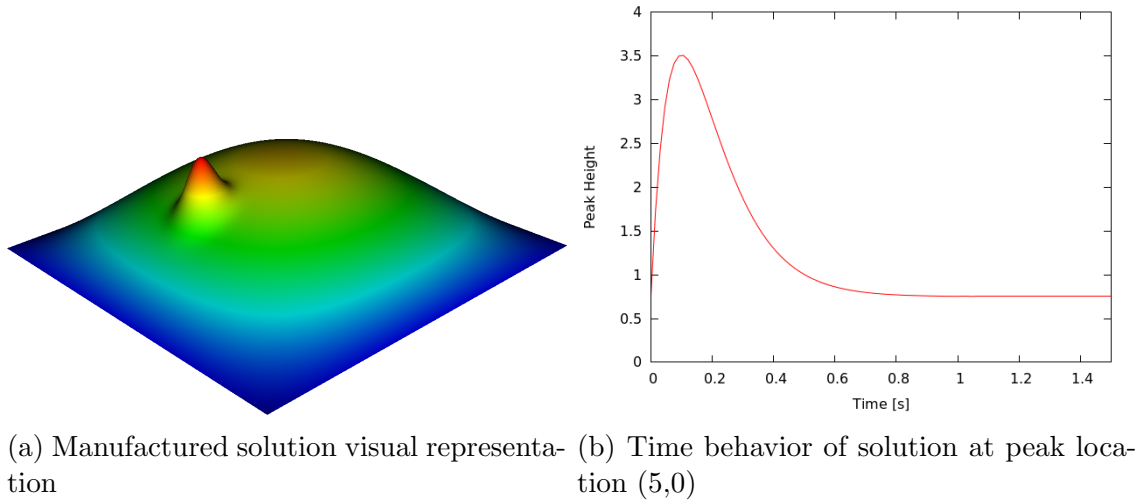 4
3.5
3
2.5
2
1.5
1
0.5
0
Peak Height
0 0.2 0.4 0.6 0.8 1 1.2 1.4
Time [s]
(a) Manufactured solution visual representa-
tion
(b) Time behavior of solution at peak loca-
tion (5,0)